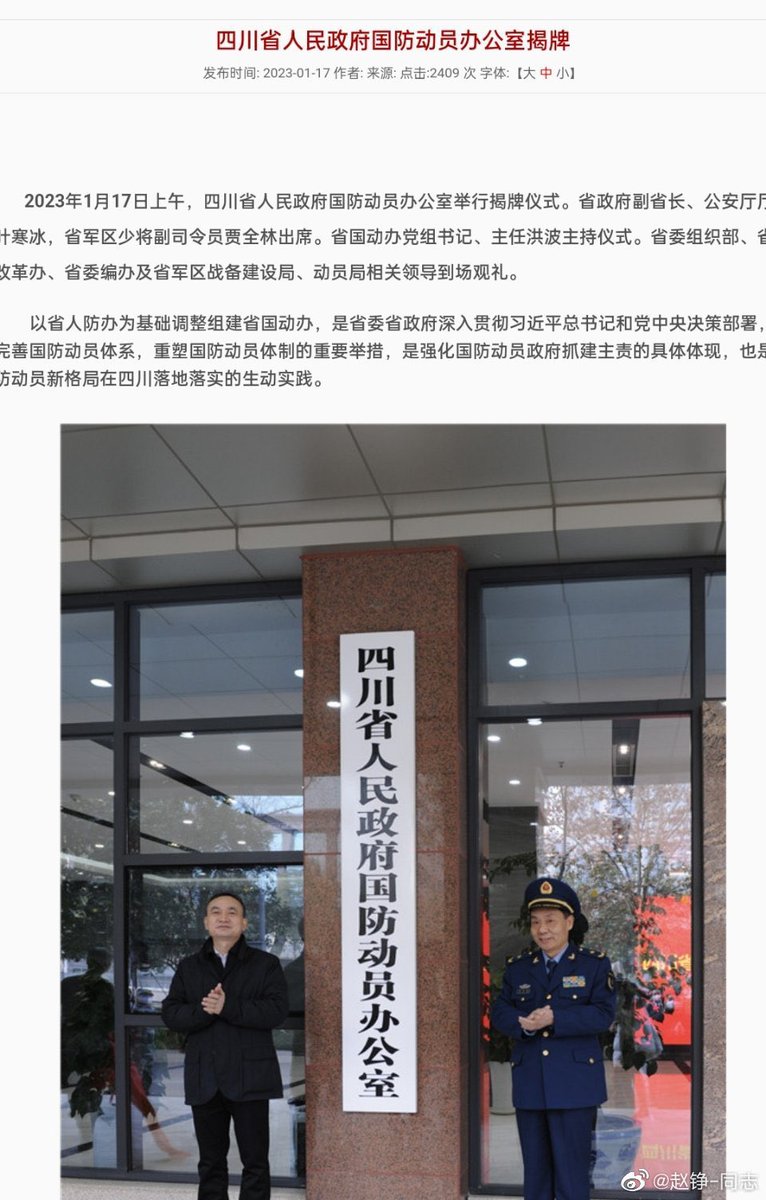 四川省人民政府国防动员办公室揭牌
发布时间: 2023-01-17 作者: 来源: 点击:2409 次 字体:【大 中 小】
2023年1月17日上午，四川省人民政府国防动员办公室举行揭牌仪式。省政府副省长、公安厅厅
叶寒冰，省军区少将副司令员贾全林出席。省国动办党组书记、主任洪波主持仪式。省委组织部、省
改革办、省委编办及省军区战备建设局、动员局相关领导到场观礼。
以省人防办为基础调整组建省国动办，是省委省政府深入贯彻习近平总书记和党中央决策部署，
完善国防动员体系，重塑国防动员体制的重要举措，是强化国防动员政府抓建主责的具体体现，也是
防动员新格局在四川落地落实的生动实践。
四川省人民政府国防动员办公室
@赵铮-同志